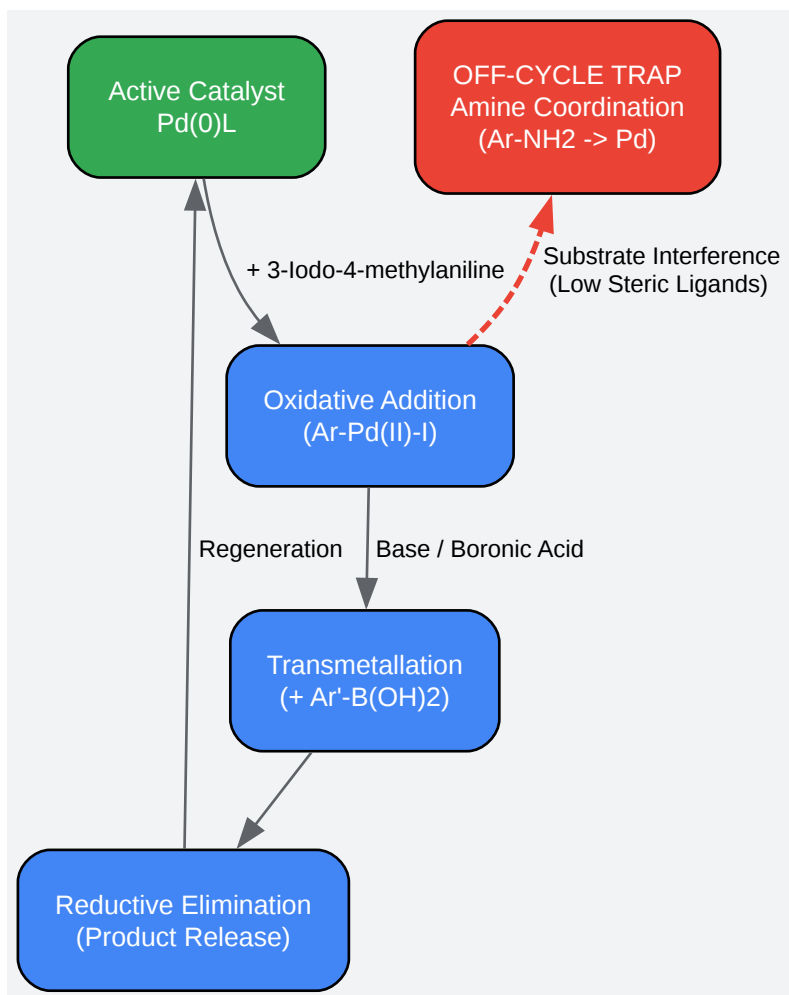 Active Catalyst
Pd(0)L
OFF-CYCLE TRAP
Amine Coordination
(Ar-NH2 -> Pd)
+ 3-Iodo-4-methylaniline
Substrate Interference
(Low Steric Ligands)
Oxidative Addition
(Ar-Pd(II)-I)
Regeneration
Base / Boronic Acid
Transmetallation
(+ Ar'-B(OH)2)
Reductive Elimination
(Product Release)